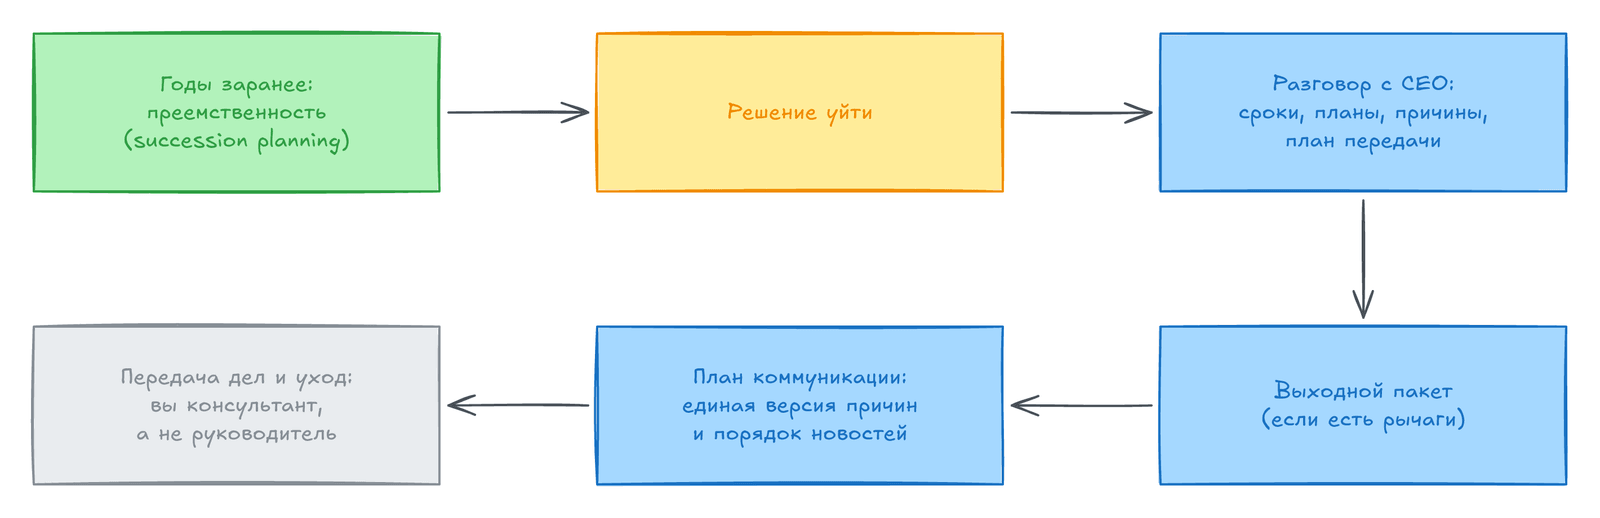 Годы заранее:
преемственность
(succession planning)
Решение уйти
Разговор с CEO:
сроки, планы, причины,
план передачи
Выходной пакет
(если есть рычаги)
План коммуникации:
единая версия причин
и порядок новостей
Передача дел и уход:
вы консультант,
а не руководитель